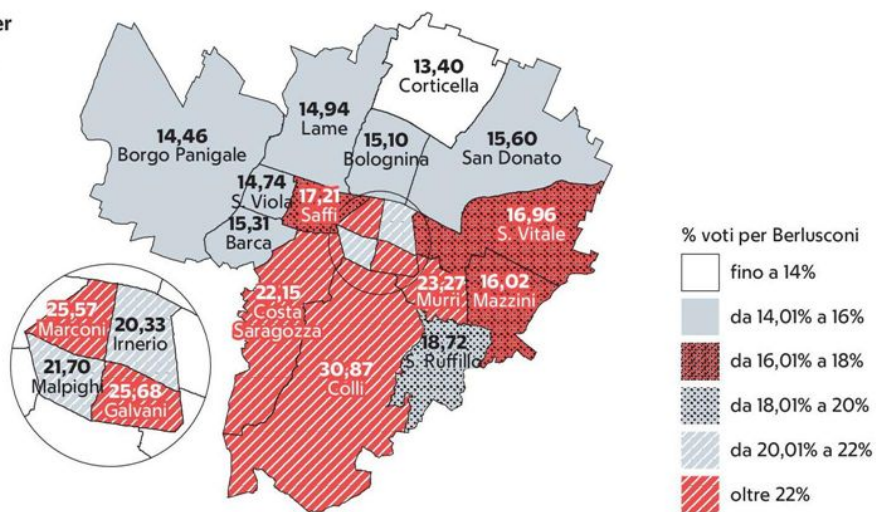 er
13,40
Corticella
14,94
Lame
14,46
Borgo Panigale
15,10
Bolognina
15,60
San Donato
14,74
S. Viola
17,21
Saffi
15,31
Barca
16,96
S. Vitale
22,15
Costa
Saragozza
23,27
Murri
16,02
Mazzini
18,72
S. Ruffillo
30,87
Colli
25,57
Marconi
20,33
Irnerio
21,70
Malpighi
25,68
Galvani
% voti per Berlusconi
fino a 14%
da 14,01% a 16%
da 16,01% a 18%
da 18,01% a 20%
da 20,01% a 22%
oltre 22%